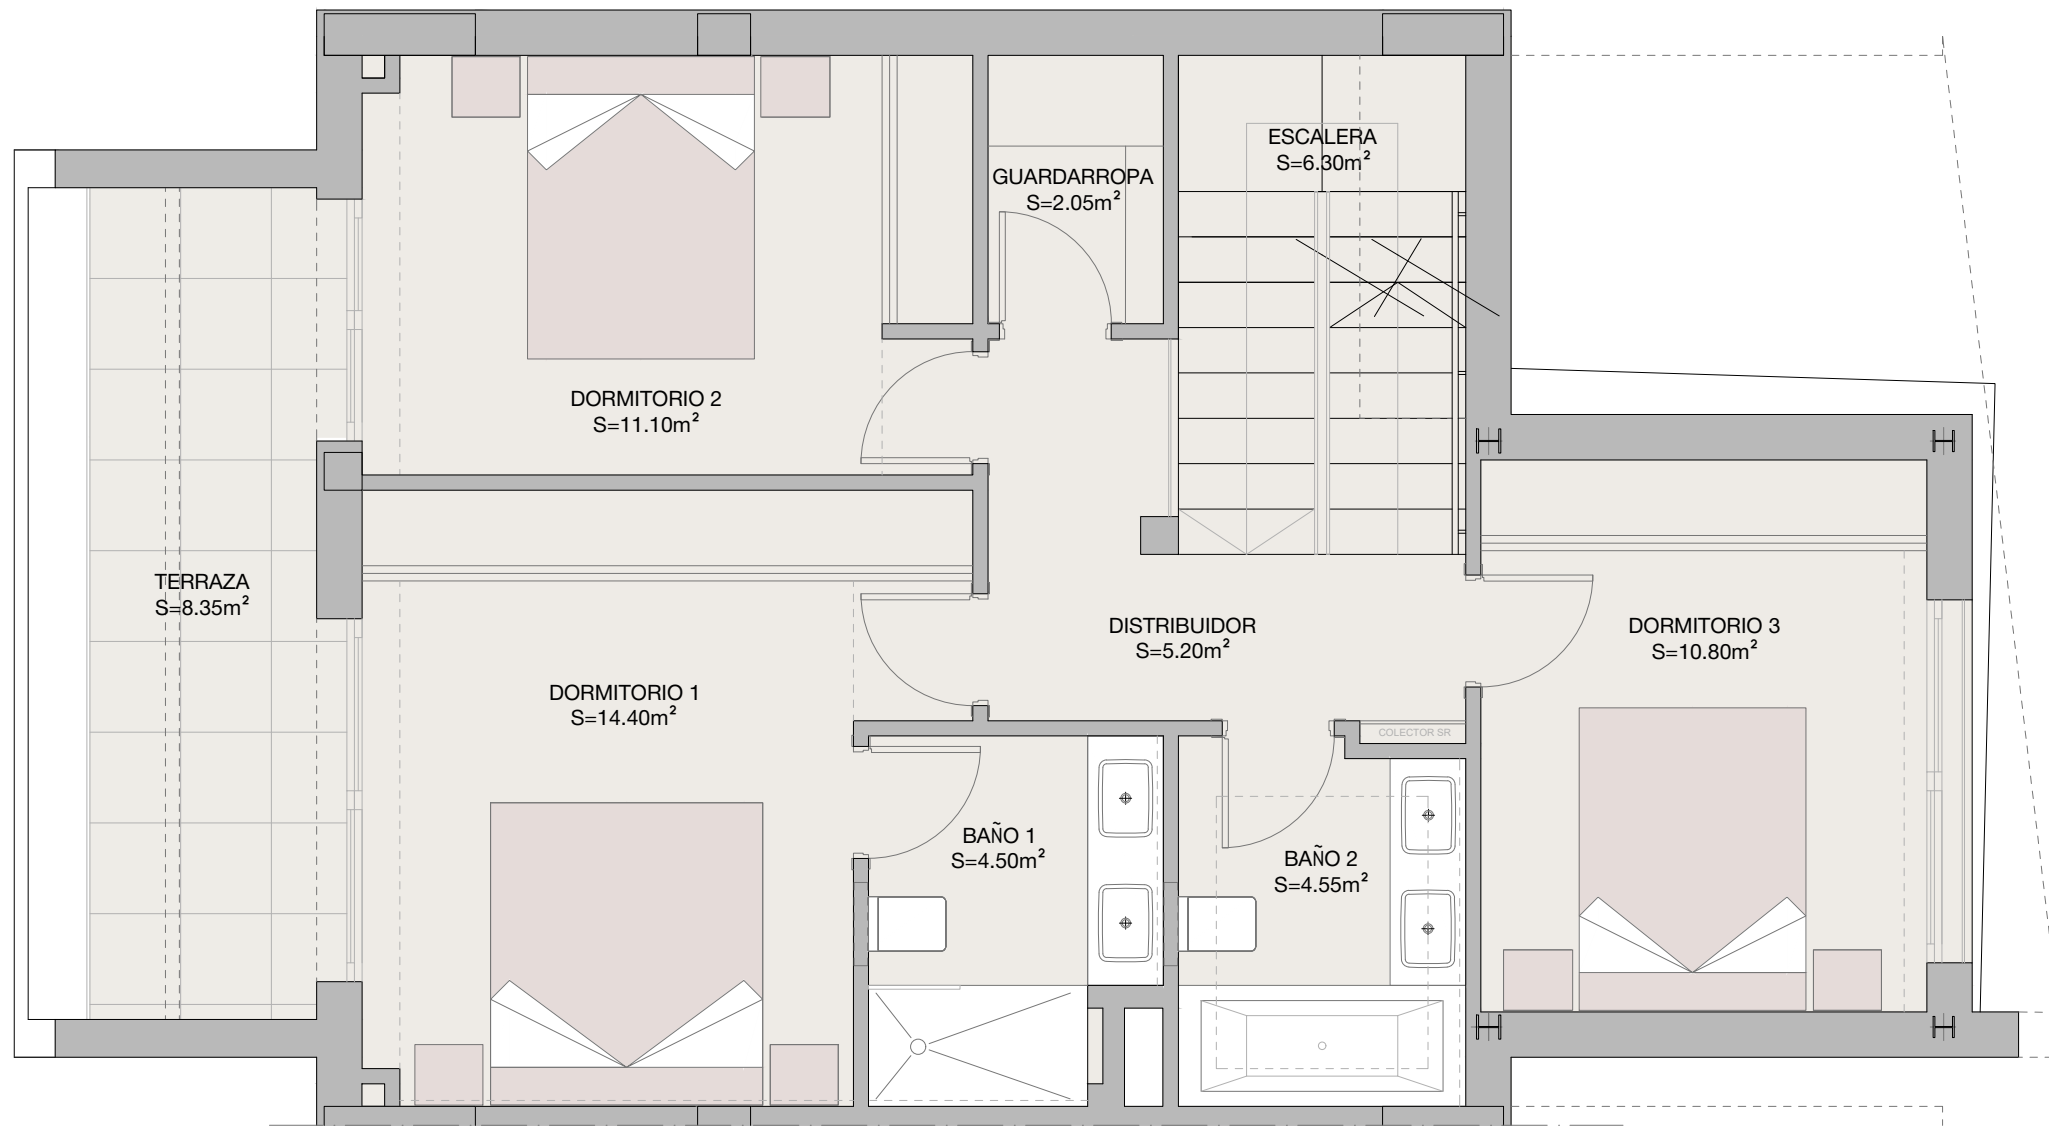 ESCALERA
S=6.30m²
GUARDARROPA
S=2.05m²
DORMITORIO 2
S=11.10m²
TERRAZA
S=8.35m²
DISTRIBUIDOR
S=5.20m²
DORMITORIO 3
S=10.80m²
DORMITORIO 1
S=14.40m²
COLECTOR SR
BAÑO 1
S=4.50m²
BAÑO 2
S=4.55m²